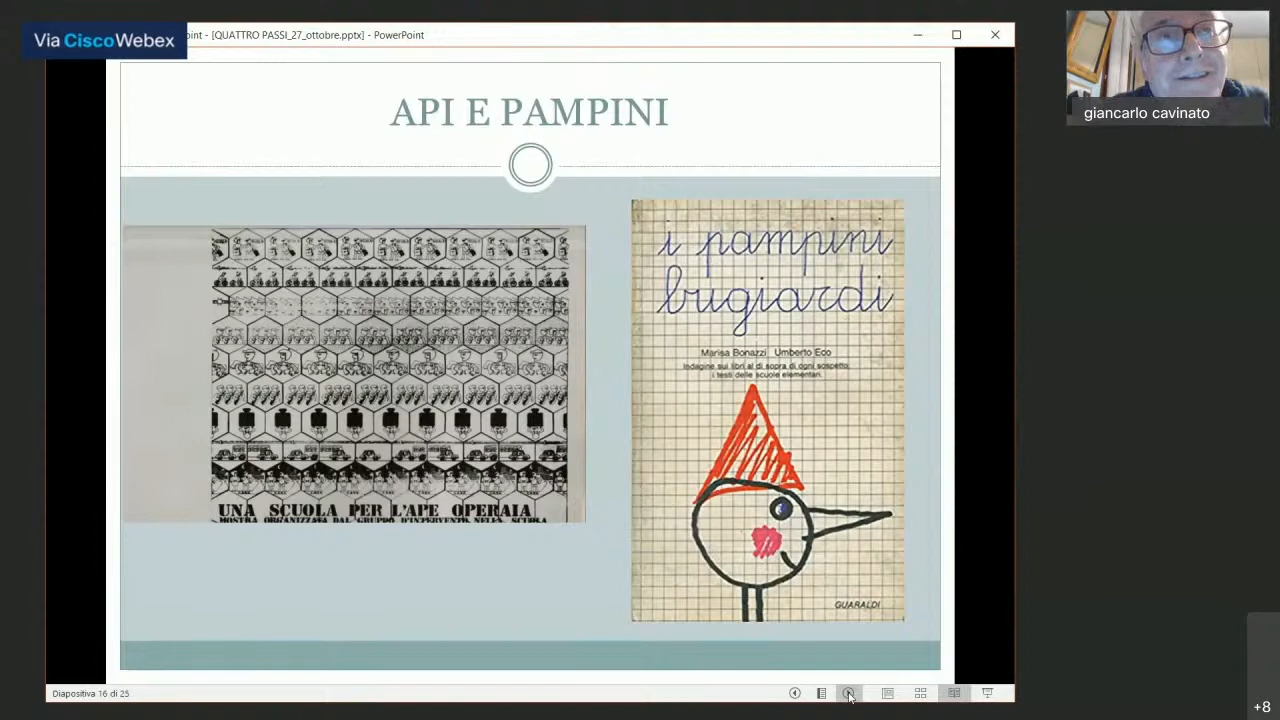 Via Cisco Webex
oint - [QUATTRO PASSI_27_ottobre.pptx] - PowerPoint
giancarlo cavinato
API E PAMPINI
UNA SCUOLA PER L'APE OPERAIA
MOSTRA ORGANIZZATA DAL GRUPPO D'INTERVENTO NELLA SCUOLA
i pampini
bugiardi
Marisa Bonazzi Umberto Eco
Indagine sui libri al di sopra di ogni sospetto:
i testi delle scuole elementari.
GUARALDI
Diapositiva 16 di 25
+8